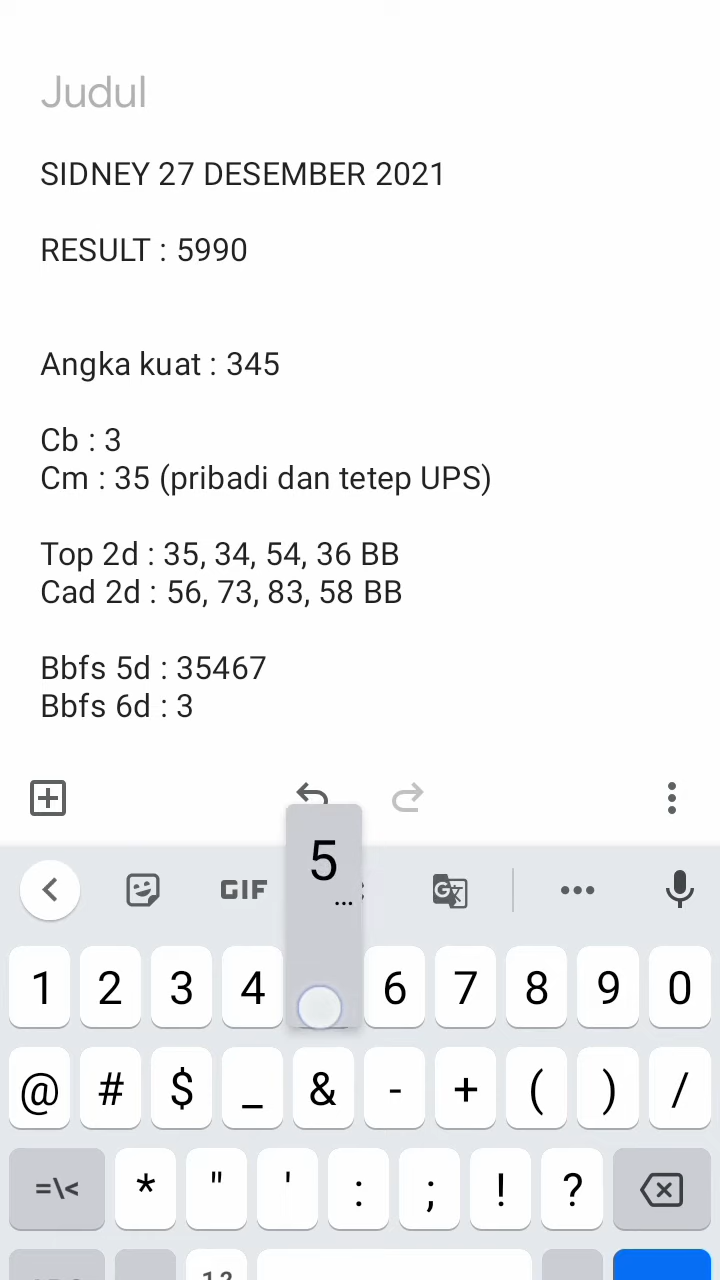 Judul
SIDNEY 27 DESEMBER 2021
RESULT : 5990
Angka kuat : 345
Cb : 3
Cm : 35 (pribadi dan tetep UPS)
Top 2d : 35, 34, 54, 36 BB
Cad 2d : 56, 73, 83, 58 BB
Bbfs 5d : 35467
Bbfs 6d : 3
5
...
GIF
1 2 3 4 6 7 8 9 0
@ # $ _ & - + ( ) /
=\< * " ' : ; ! ?